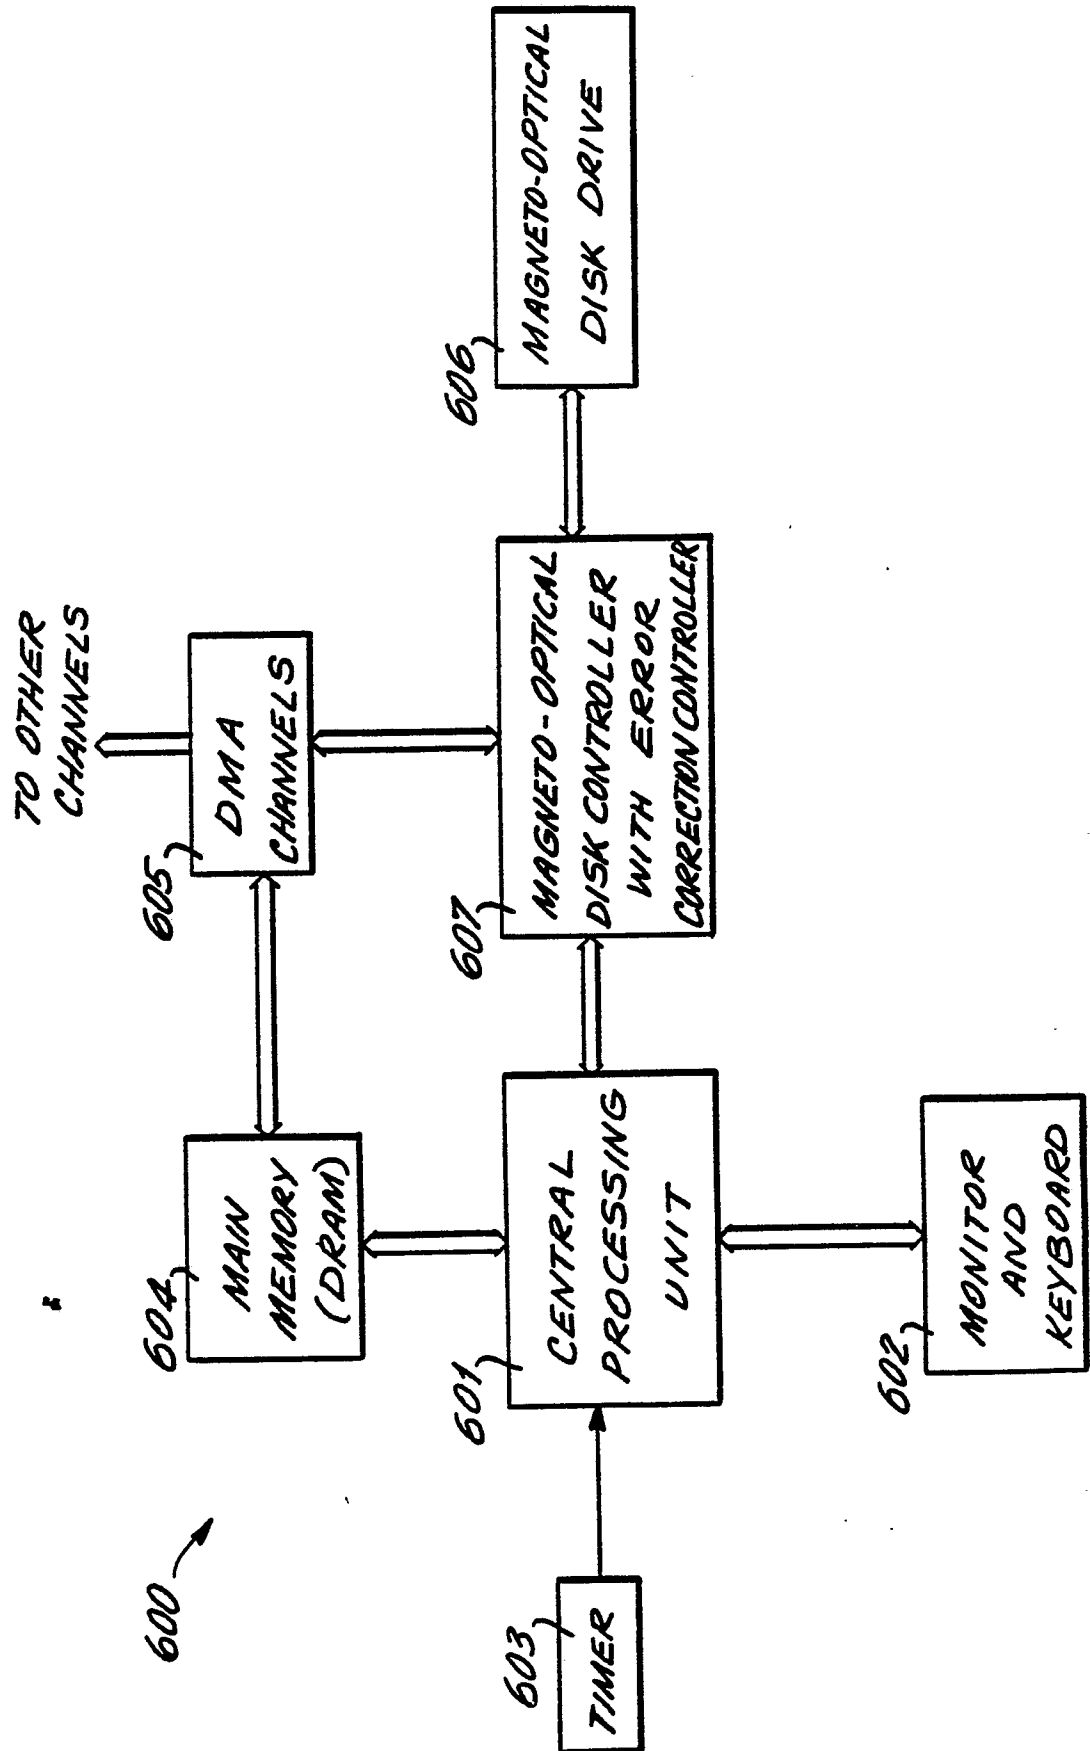 600
TO OTHER
CHANNELS
604
MAIN
MEMORY
(DRAM)
605
DMA
CHANNELS
603
TIMER
601
CENTRAL
PROCESSING
UNIT
607
MAGNETO-OPTICAL
DISK CONTROLLER
WITH ERROR
CORRECTION CONTROLLER
606
MAGNETO-OPTICAL
DISK DRIVE
602
MONITOR
AND
KEYBOARD